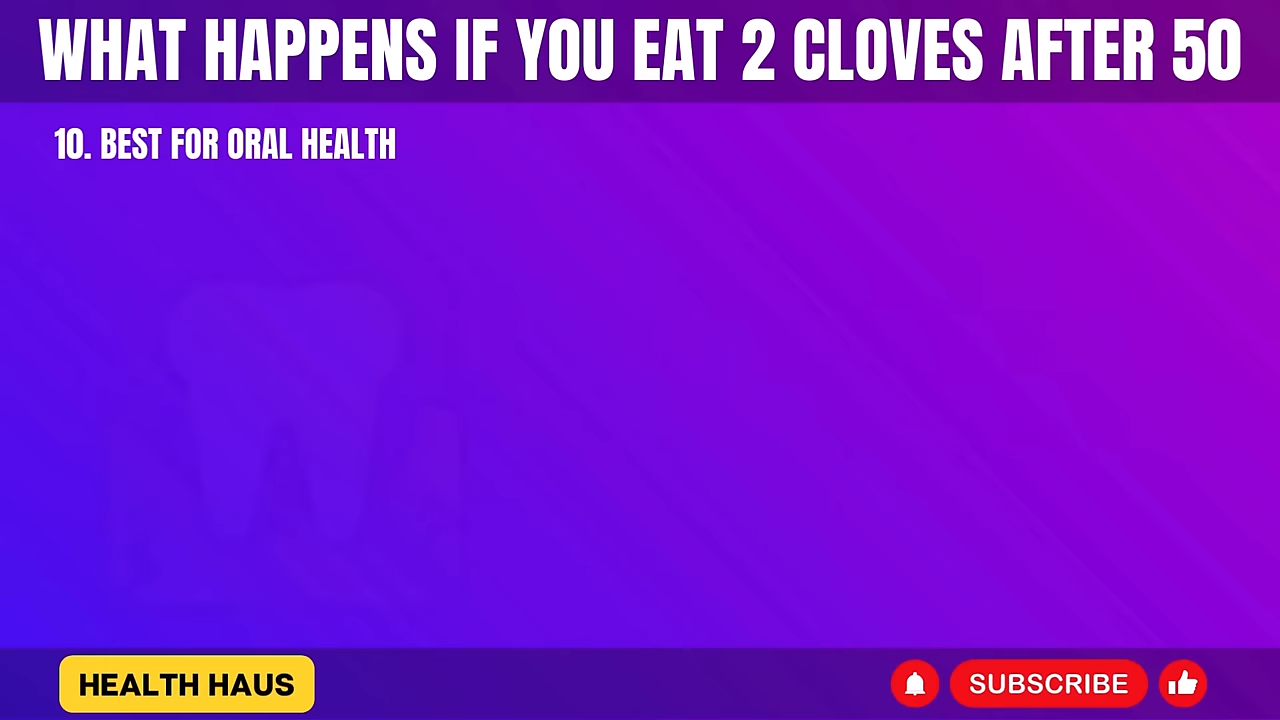 WHAT HAPPENS IF YOU EAT 2 CLOVES AFTER 50
10. BEST FOR ORAL HEALTH
HEALTH HAUS
SUBSCRIBE